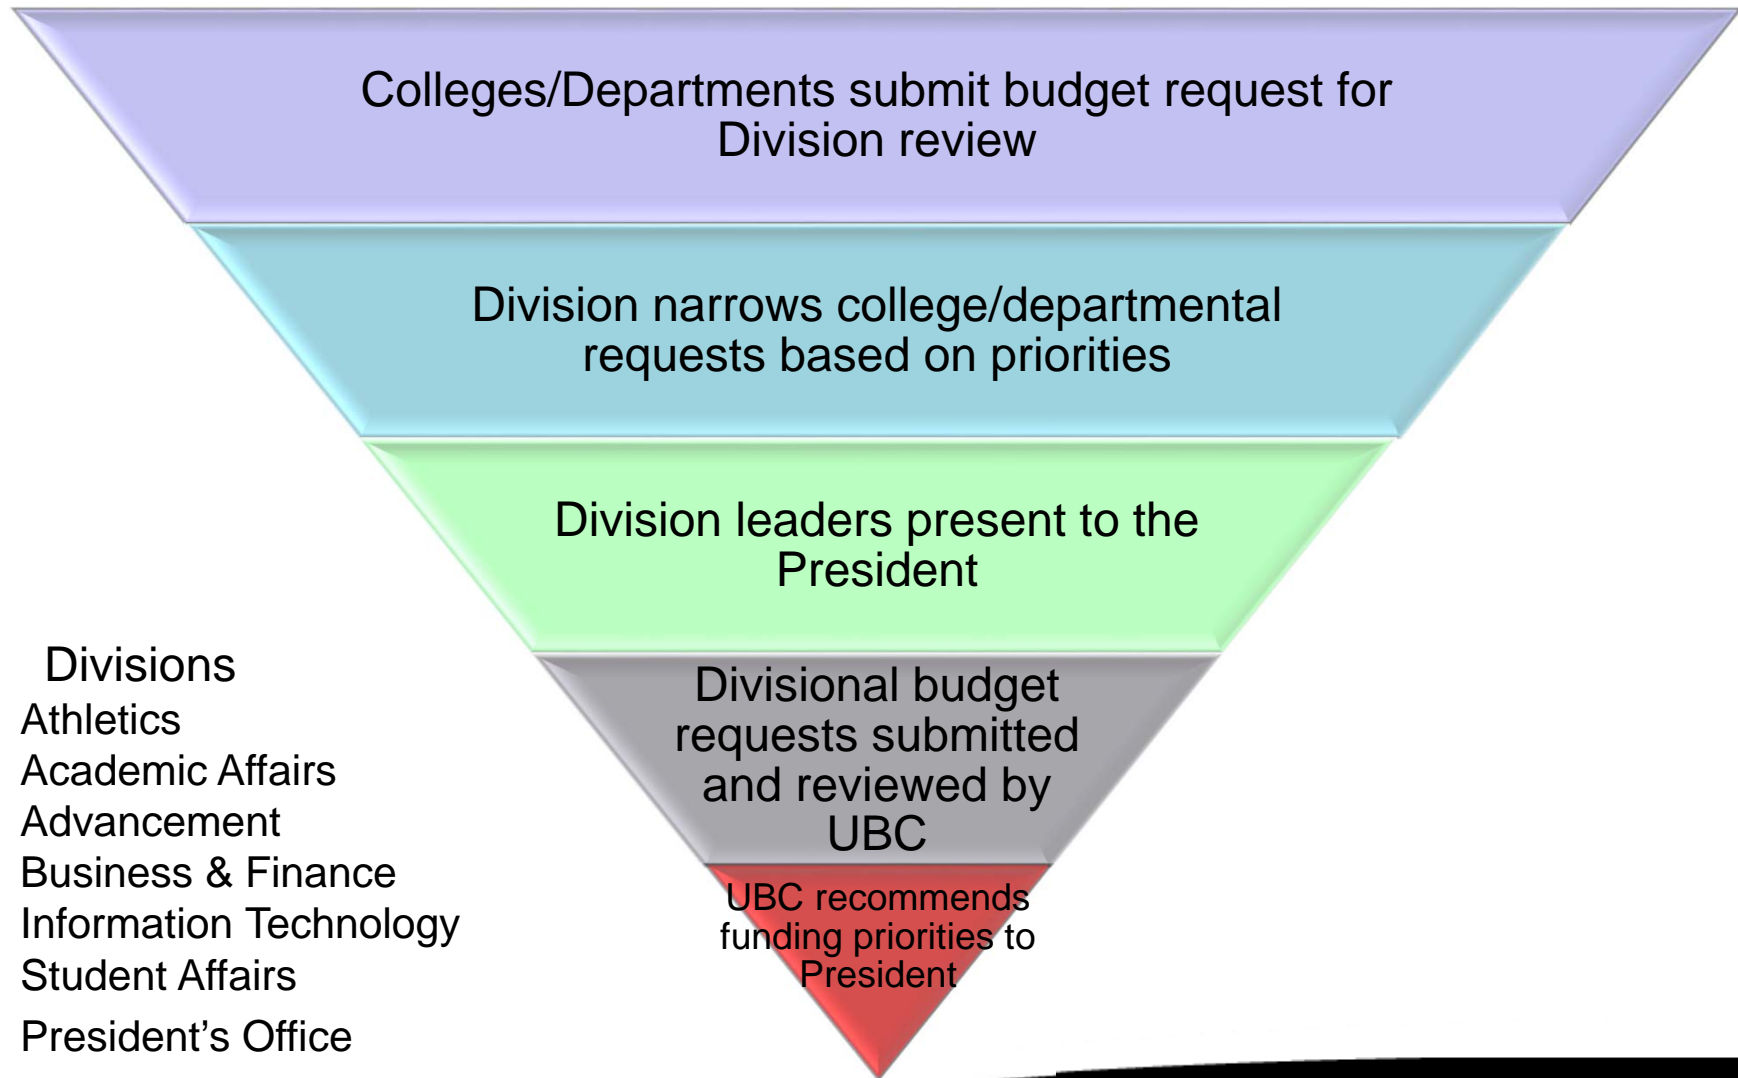 Colleges/Departments submit budget request for
Division review
Division narrows college/departmental
requests based on priorities
Division leaders present to the
President
Divisional budget
requests submitted
and reviewed by
UBC
UBC recommends
funding priorities to
President
Divisions
Athletics
Academic Affairs
Advancement
Business & Finance
Information Technology
Student Affairs
President’s Office